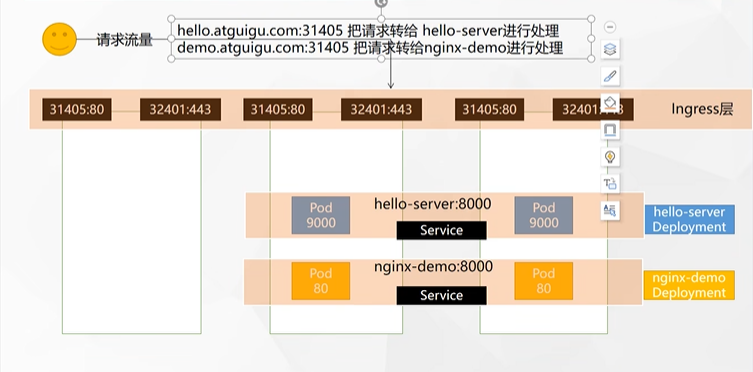 请求流量
hello.atguigu.com:31405 把请求转给 hello-server进行处理
demo.atguigu.com:31405 把请求转给nginx-demo进行处理
31405:80
32401:443
31405:80
32401:443
31405:80
32401:443
Ingress层
Pod
9000
hello-server:8000
Service
Pod
9000
hello-server
Deployment
Pod
80
nginx-demo:8000
Service
Pod
80
nginx-demo
Deployment